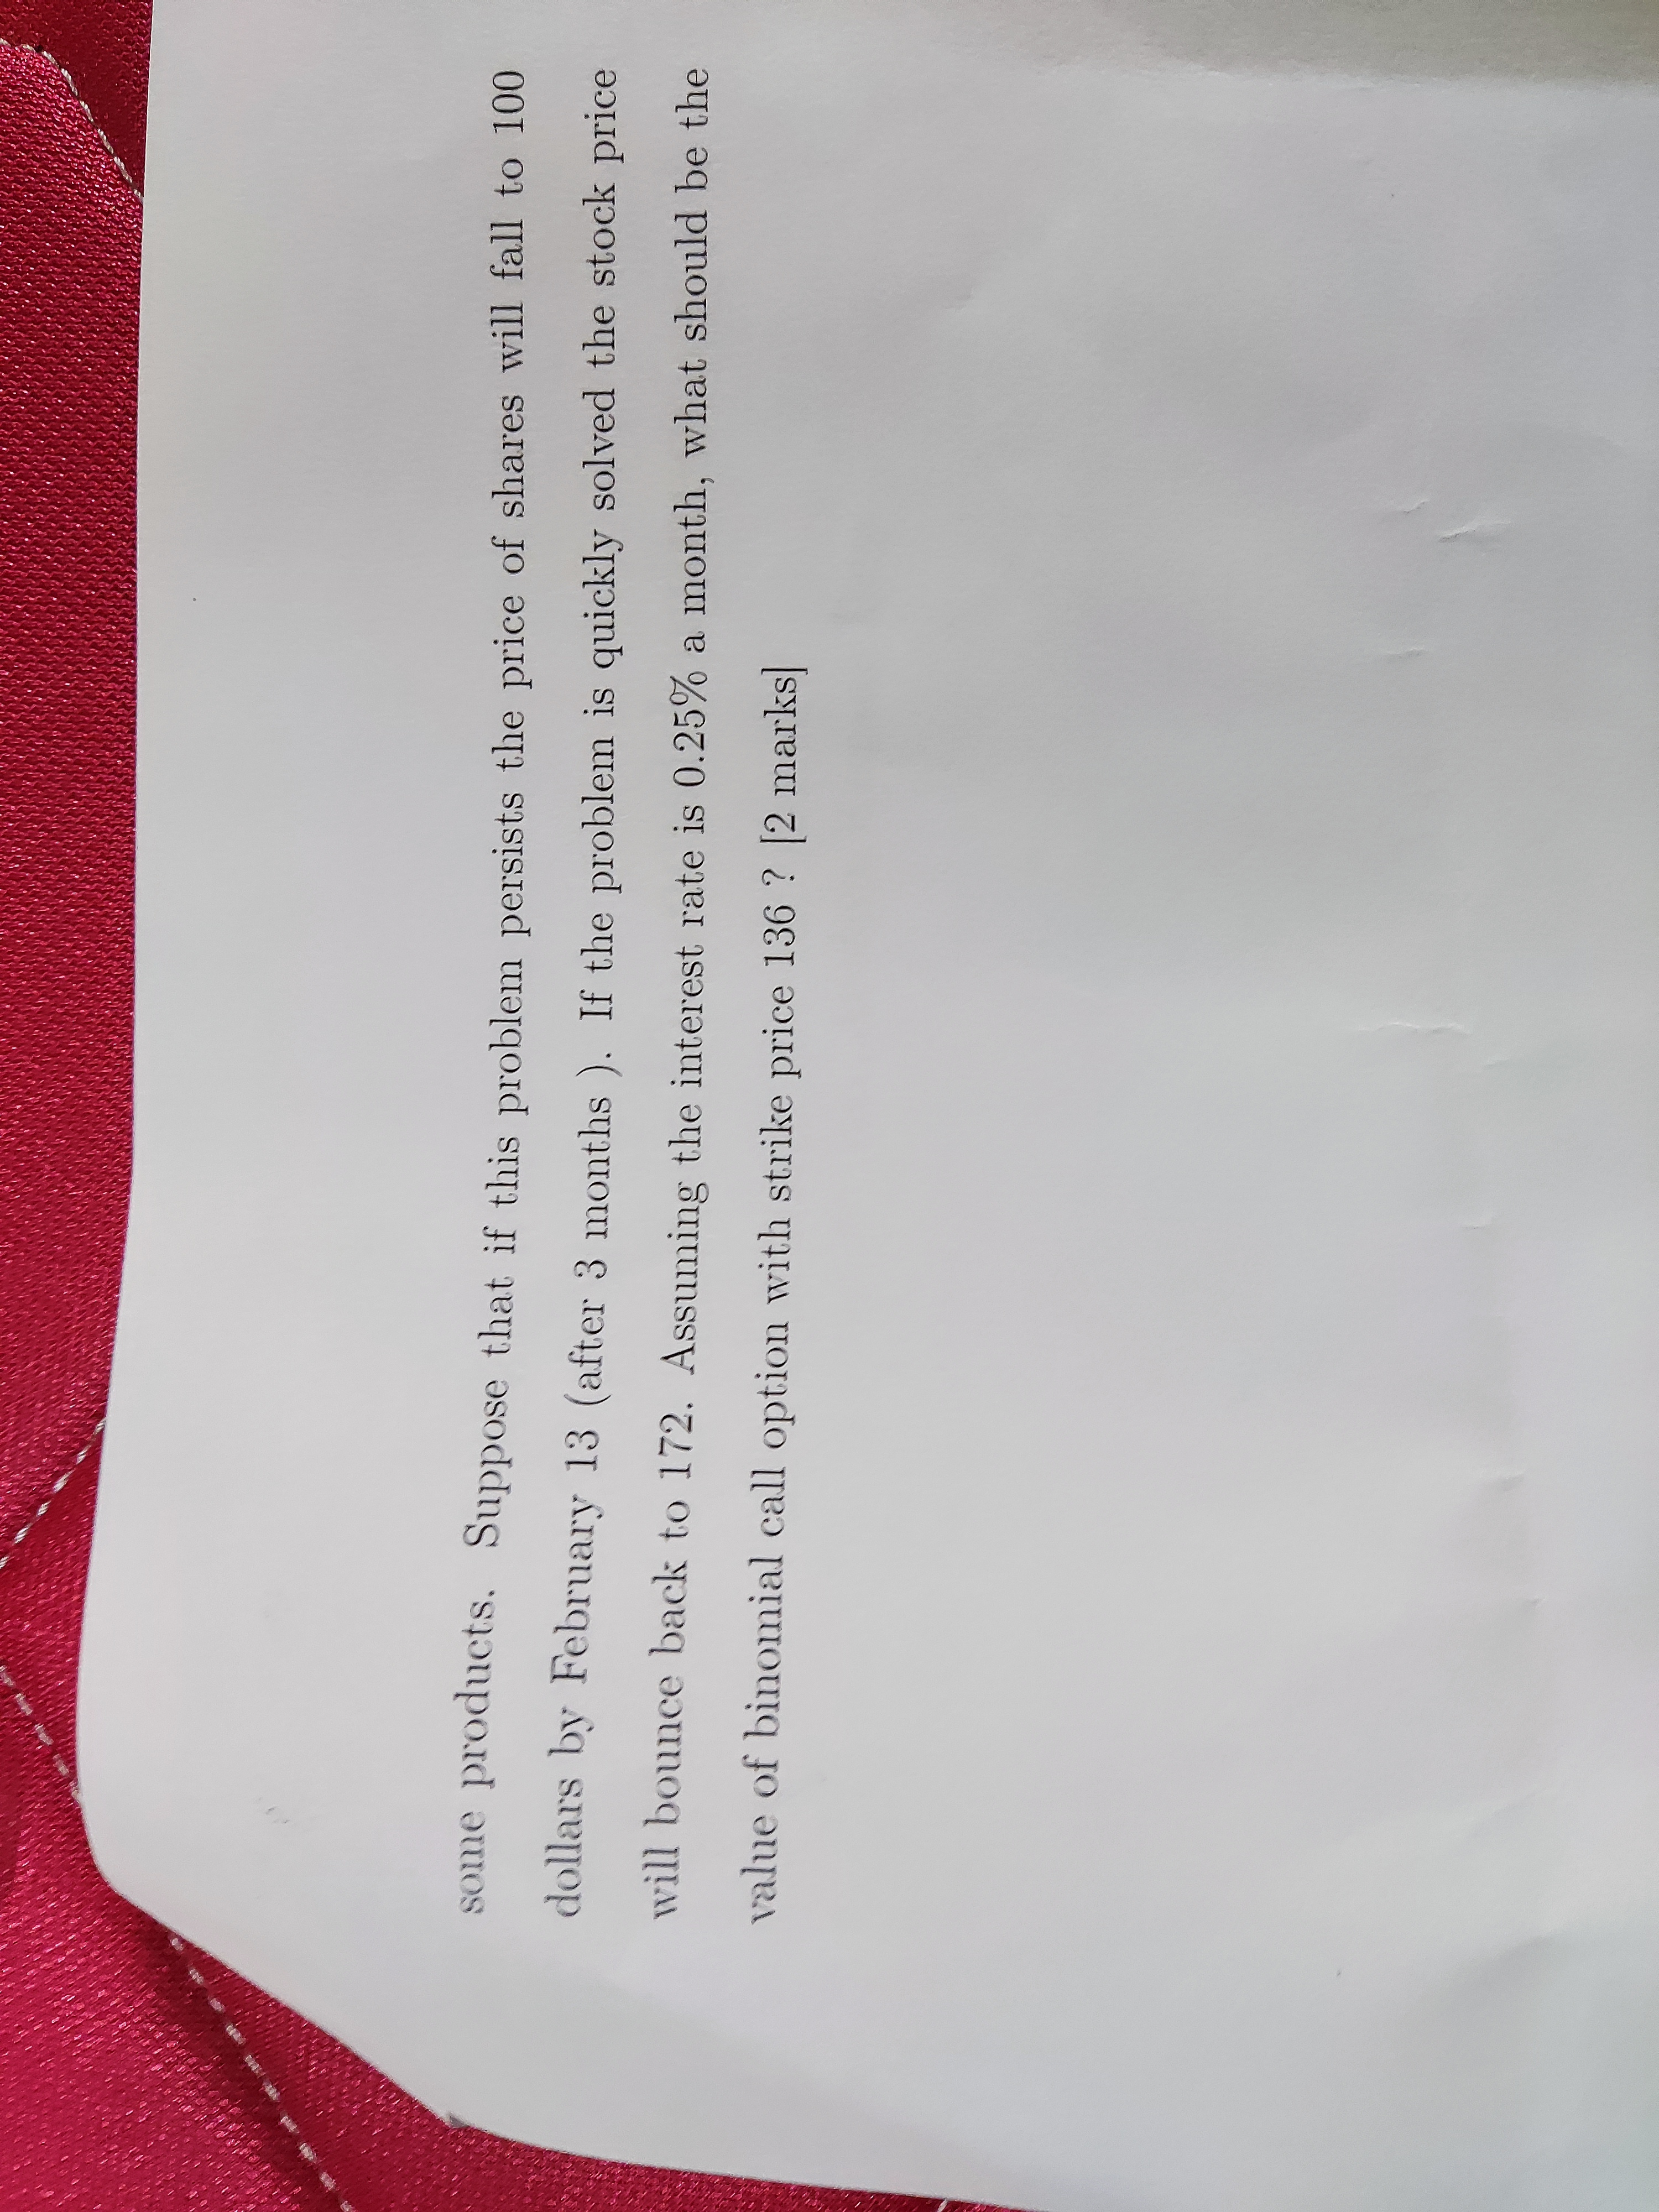 some products. Suppose that if this problem persists the price of shares will fall to 100
dollars by February 13 (after 3 months ). If the problem is quickly solved the stock price
will bounce back to 172. Assuming the interest rate is 0.25% a month, what should be the
value of binomial call option with strike price 136 ? [2 marks]